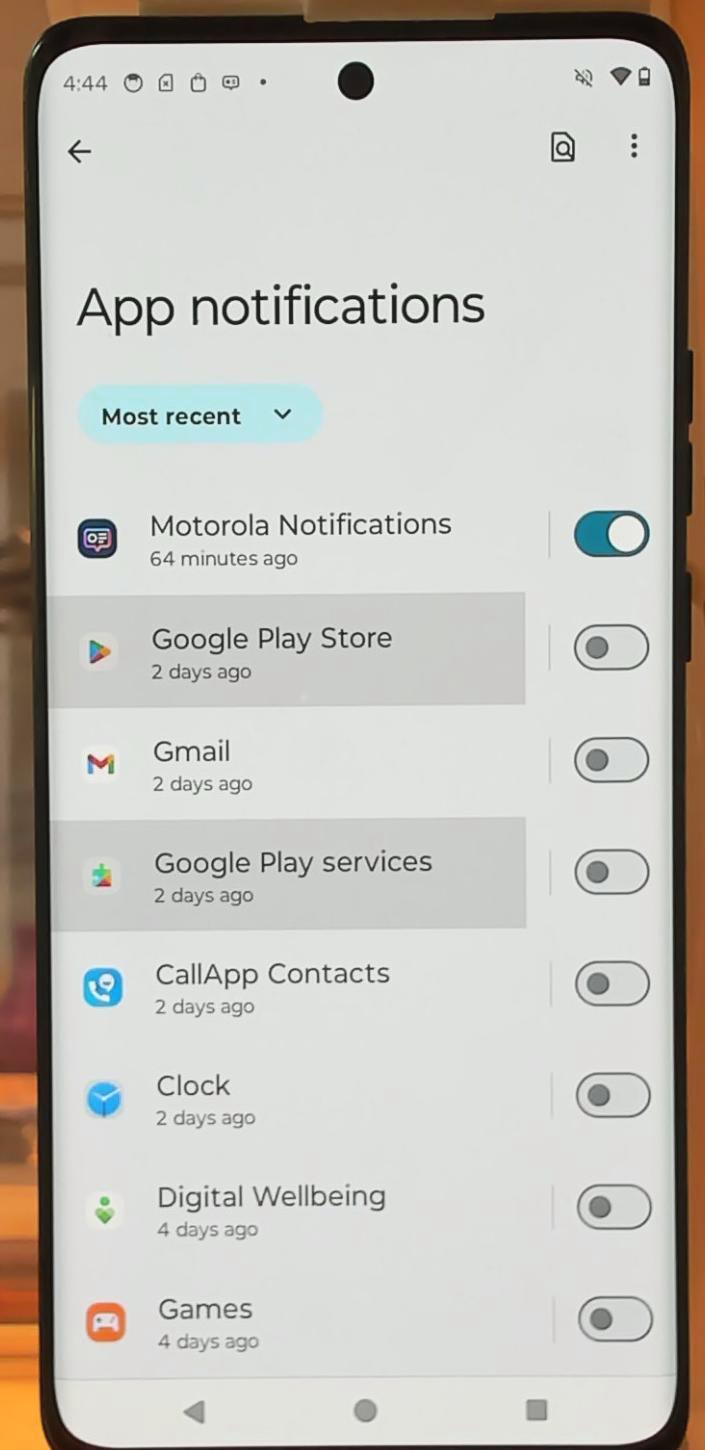 4:44
App notifications
Most recent
Motorola Notifications
64 minutes ago
Google Play Store
2 days ago
Gmail
2 days ago
Google Play services
2 days ago
CallApp Contacts
2 days ago
Clock
2 days ago
Digital Wellbeing
4 days ago
Games
4 days ago